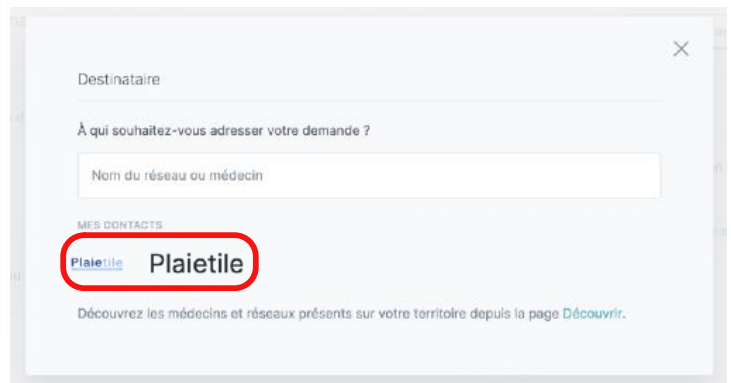 Destinataire
À qui souhaitez-vous adresser votre demande ?
Nom du réseau ou médecin
MES CONTACTS
Plaietile Plaietile
Découvrez les médecins et réseaux présents sur votre territoire depuis la page Découvrir.